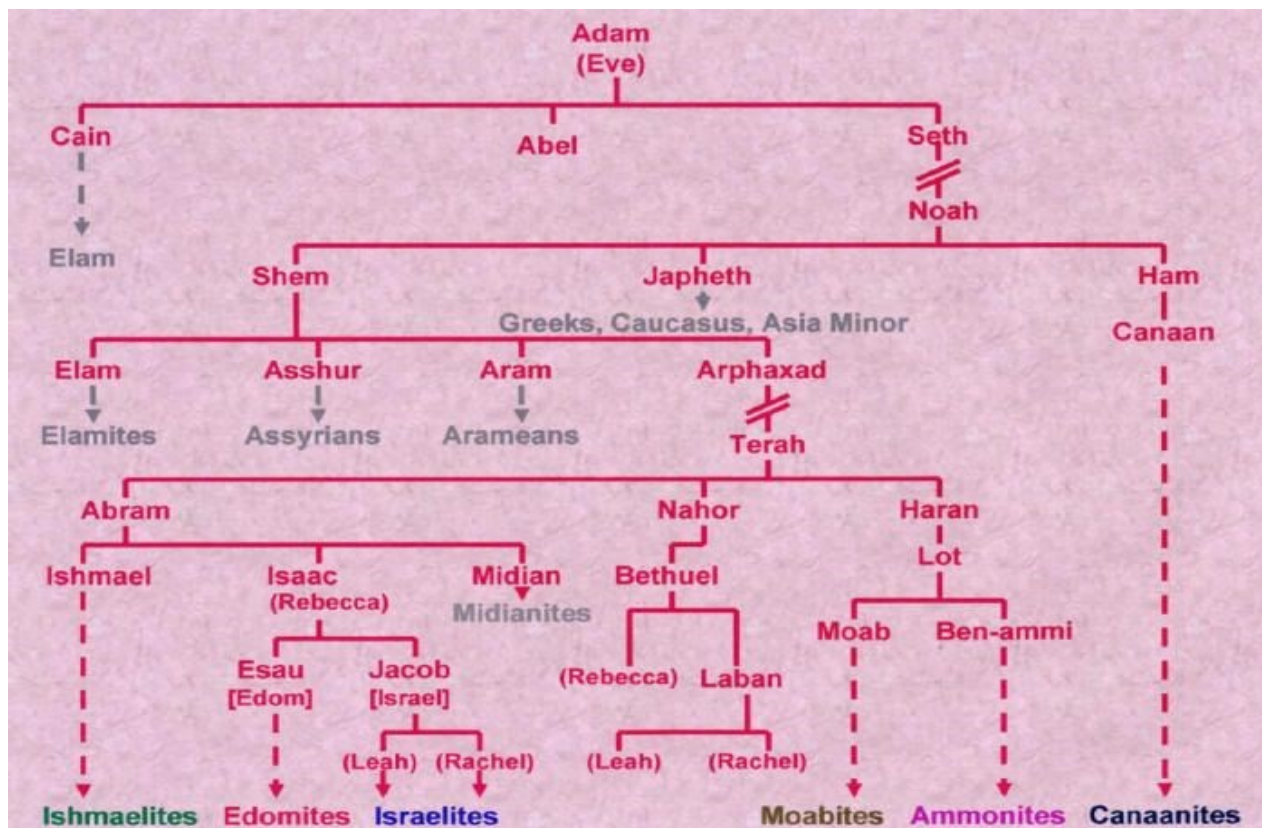 Adam
(Eve)
Cain
Abel
Seth
Noah
Elam
Shem
Japheth
Ham
Greeks, Caucasus, Asia Minor
Canaan
Elam
Asshur
Aram
Arphaxad
Elamites
Assyrians
Arameans
Terah
Abram
Nahor
Haran
Lot
Ishmael
Isaac
(Rebecca)
Midian
Midianites
Bethuel
Moab
Ben-ammi
Esau
[Edom]
Jacob
[Israel]
(Rebecca)
Laban
(Leah)
(Rachel)
(Leah)
(Rachel)
Ishmaelites
Edomites
Israelites
Moabites
Ammonites
Canaanites